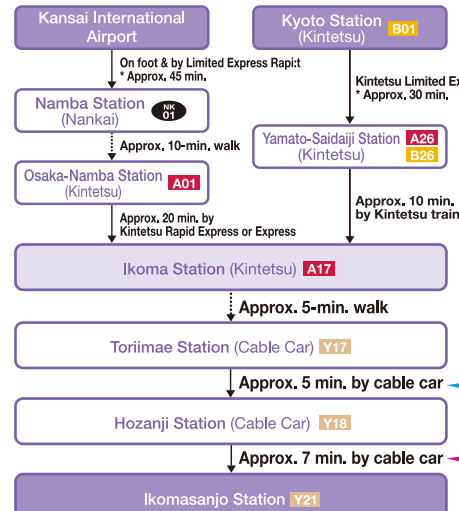 Kansai International
Airport
Kyoto Station
(Kintetsu)
B01
On foot & by Limited Express Rapi:t
* Approx. 45 min.
Kintetsu Limited Ex
* Approx. 30 min.
Namba Station
(Nankai)
NK
01
Approx. 10-min. walk
Yamato-Saidaiji Station A26
(Kintetsu) B26
Osaka-Namba Station
(Kintetsu)
A01
Approx. 20 min. by
Kintetsu Rapid Express or Express
Approx. 10 min.
by Kintetsu train
Ikoma Station (Kintetsu) A17
Approx. 5-min. walk
Toriimae Station (Cable Car) Y17
Approx. 5 min. by cable car
Hozanji Station (Cable Car) Y18
Approx. 7 min. by cable car
Ikomasanjo Station Y21